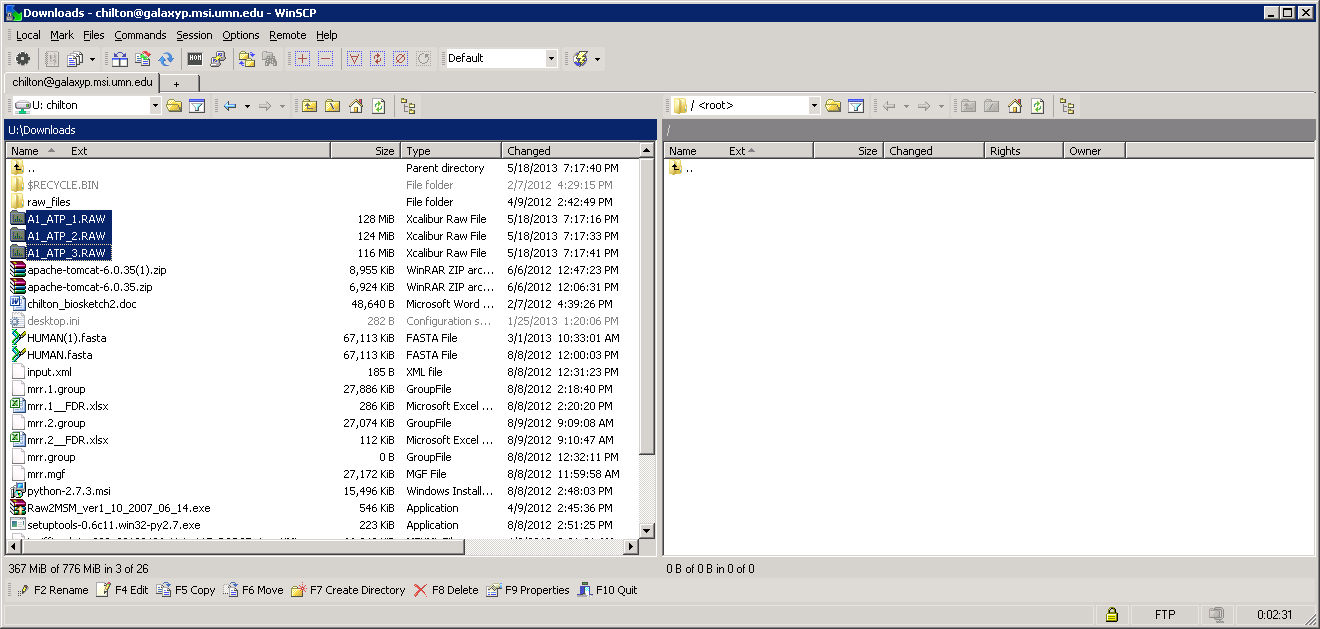 Downloads - chilton@galaxyp.msi.umn.edu - WinSCP
Local Mark Files Commands Session Options Remote Help
Default
chilton@galaxyp.msi.umn.edu +
U: chilton / <root>
U:\Downloads /
Name Ext Size Type Changed Name Ext Size Changed Rights Owner
.. Parent directory 5/18/2013 7:17:40 PM ..
$RECYCLE.BIN File folder 2/7/2012 4:29:15 PM
raw_files File folder 4/9/2012 2:42:49 PM
A1_ATP_1.RAW 128 MiB Xcalibur Raw File 5/18/2013 7:17:16 PM
A1_ATP_2.RAW 124 MiB Xcalibur Raw File 5/18/2013 7:17:33 PM
A1_ATP_3.RAW 116 MiB Xcalibur Raw File 5/18/2013 7:17:41 PM
apache-tomcat-6.0.35(1).zip 8,955 KiB WinRAR ZIP arc... 6/6/2012 12:47:23 PM
apache-tomcat-6.0.35.zip 6,924 KiB WinRAR ZIP arc... 6/6/2012 12:06:31 PM
chilton_biosketch2.doc 48,640 B Microsoft Word ... 2/7/2012 4:39:26 PM
desktop.ini 282 B Configuration s... 1/25/2013 1:20:06 PM
HUMAN(1).fasta 67,113 KiB FASTA File 3/1/2013 10:33:01 AM
HUMAN.fasta 67,113 KiB FASTA File 8/8/2012 12:00:03 PM
input.xml 185 B XML file 8/8/2012 12:31:23 PM
mrr.1.group 27,886 KiB GroupFile 8/8/2012 2:18:40 PM
mrr.1__FDR.xlsx 286 KiB Microsoft Excel ... 8/8/2012 2:20:20 PM
mrr.2.group 27,074 KiB GroupFile 8/9/2012 9:09:08 AM
mrr.2__FDR.xlsx 112 KiB Microsoft Excel ... 8/9/2012 9:10:47 AM
mrr.group 0 B GroupFile 8/8/2012 12:32:11 PM
mrr.mgf 27,172 KiB MGF File 8/8/2012 11:59:58 AM
python-2.7.3.msi 15,496 KiB Windows Install... 8/8/2012 2:48:03 PM
Raw2MSM_ver1_10_2007_06_14.exe 546 KiB Application 4/9/2012 2:45:36 PM
setuptools-0.6c11.win32-py2.7.exe 223 KiB Application 8/8/2012 2:51:25 PM
367 MiB of 776 MiB in 3 of 26 0 B of 0 B in 0 of 0
F2 Rename F4 Edit F5 Copy F6 Move F7 Create Directory F8 Delete F9 Properties F10 Quit
FTP 0:02:31